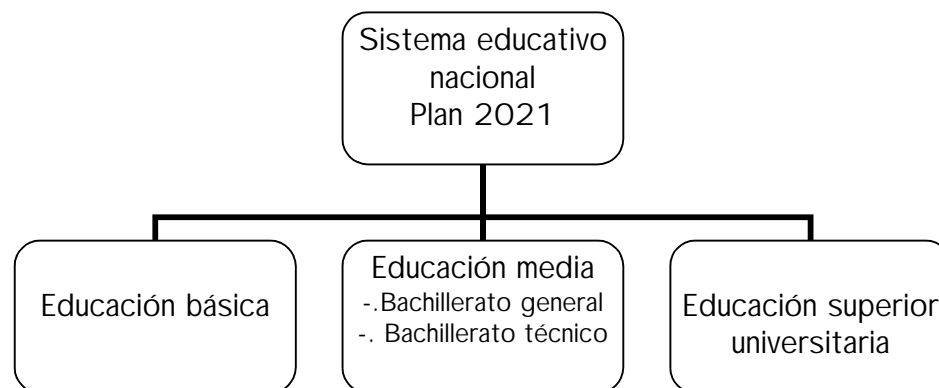 Sistema educativo
nacional
Plan 2021
Educación básica
Educación media
-.Bachillerato general
-. Bachillerato técnico
Educación superior
universitaria